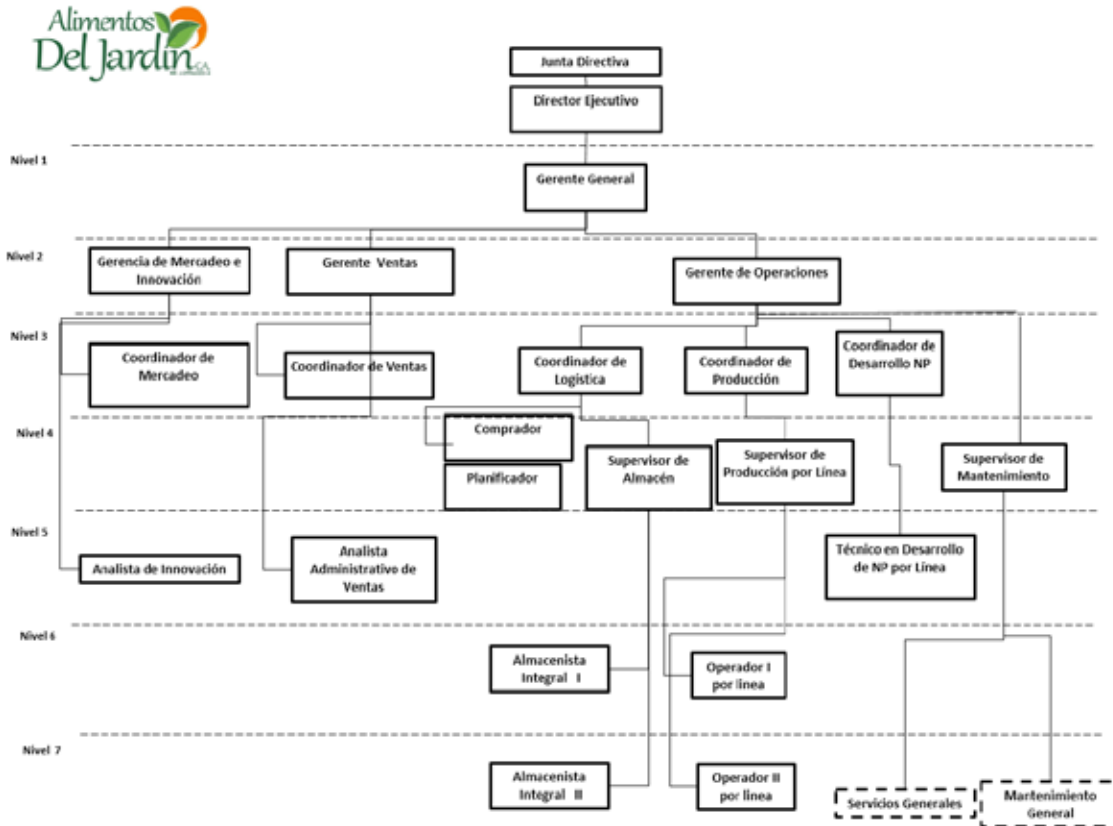 Alimentos
Del Jardín C.A.
Junta Directiva
Director Ejecutivo
Nivel 1
Gerente General
Nivel 2
Gerencia de Mercadeo e
Innovación
Gerente Ventas
Gerente de Operaciones
Nivel 3
Coordinador de
Mercadeo
Coordinador de Ventas
Coordinador de
Logistica
Coordinador de
Producción
Coordinador de
Desarrollo NP
Nivel 4
Comprador
Planificador
Supervisor de
Almacén
Supervisor de
Producción por Línea
Supervisor de
Mantenimiento
Nivel 5
Analista de Innovación
Analista
Administrativo de
Ventas
Técnico en Desarrollo
de NP por Línea
Nivel 6
Almacenista
Integral I
Operador I
por linea
Nivel 7
Almacenista
Integral II
Operador II
por linea
Servicios Generales
Mantenimiento
General